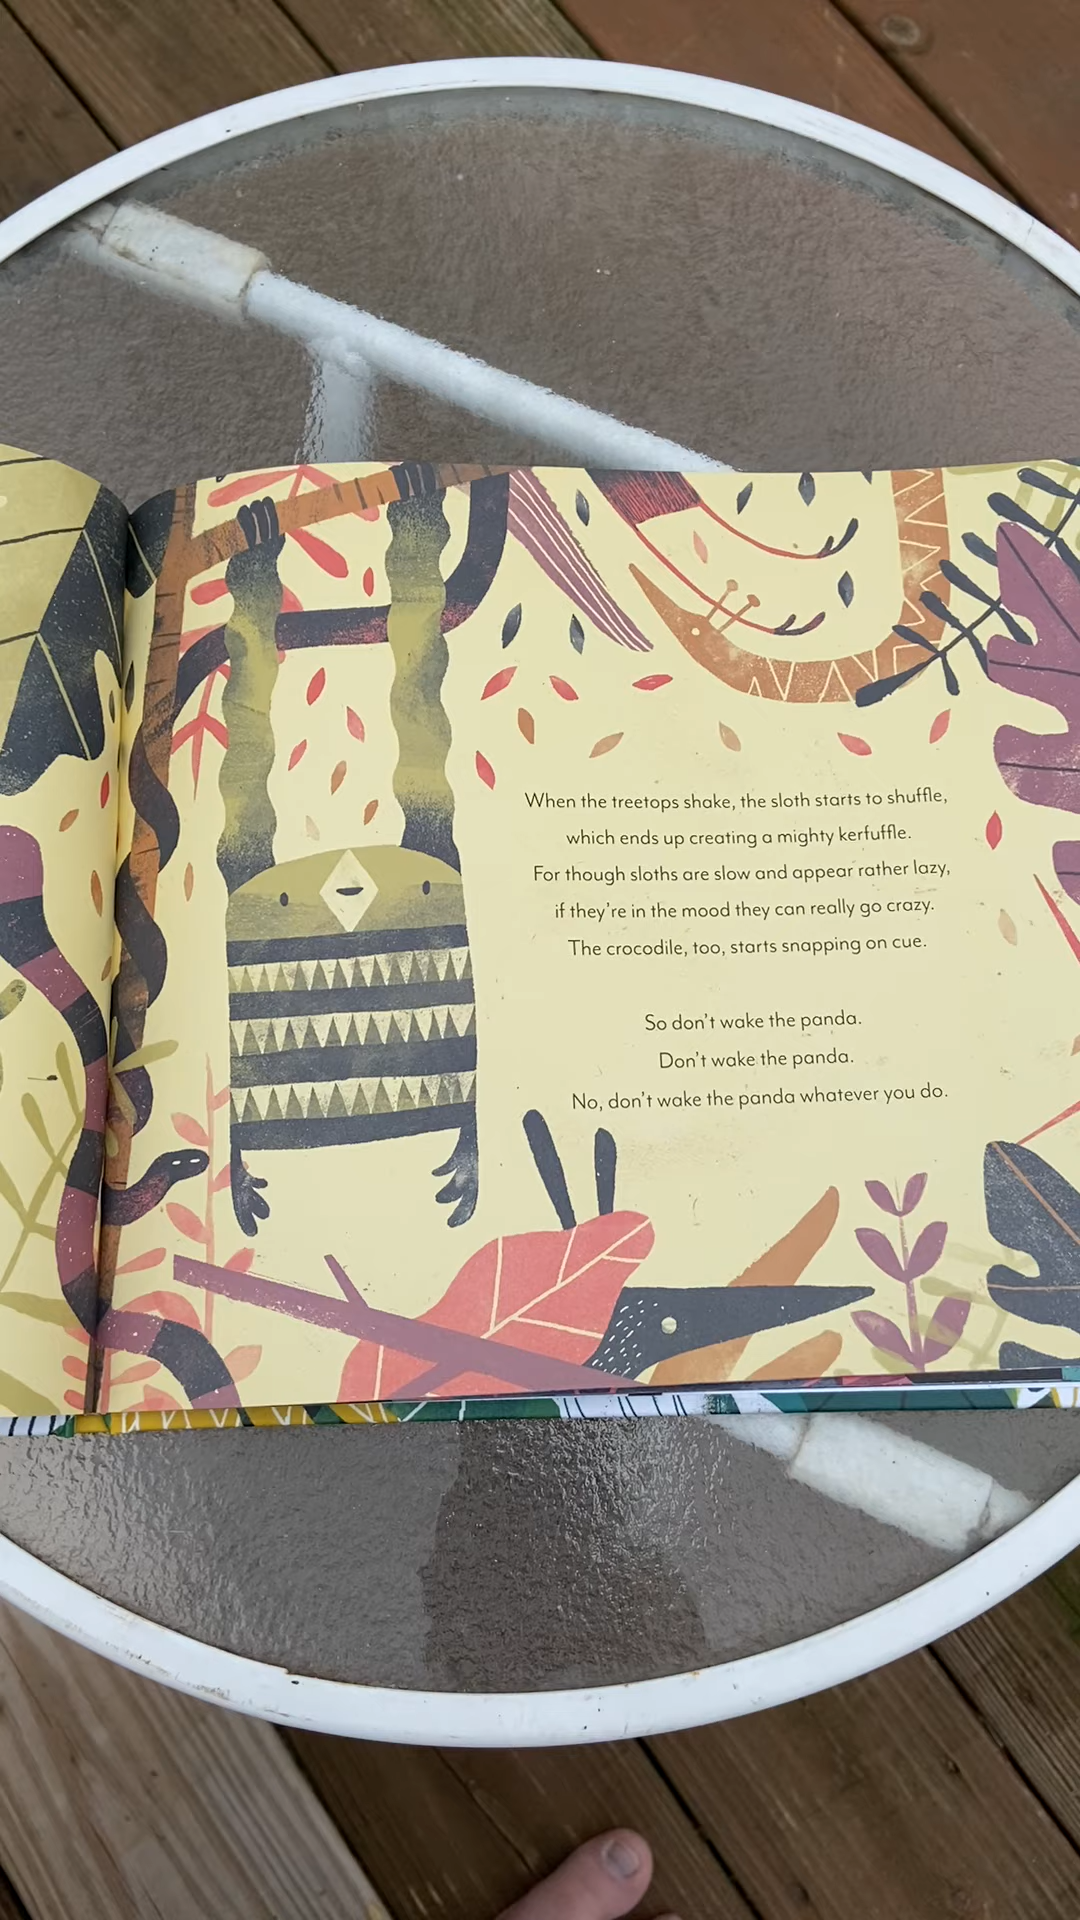 When the treetops shake, the sloth starts to shuffle,
which ends up creating a mighty kerfuffle.
For though sloths are slow and appear rather lazy,
if they're in the mood they can really go crazy.
The crocodile, too, starts snapping on cue.
So don't wake the panda.
Don't wake the panda.
No, don't wake the panda whatever you do.